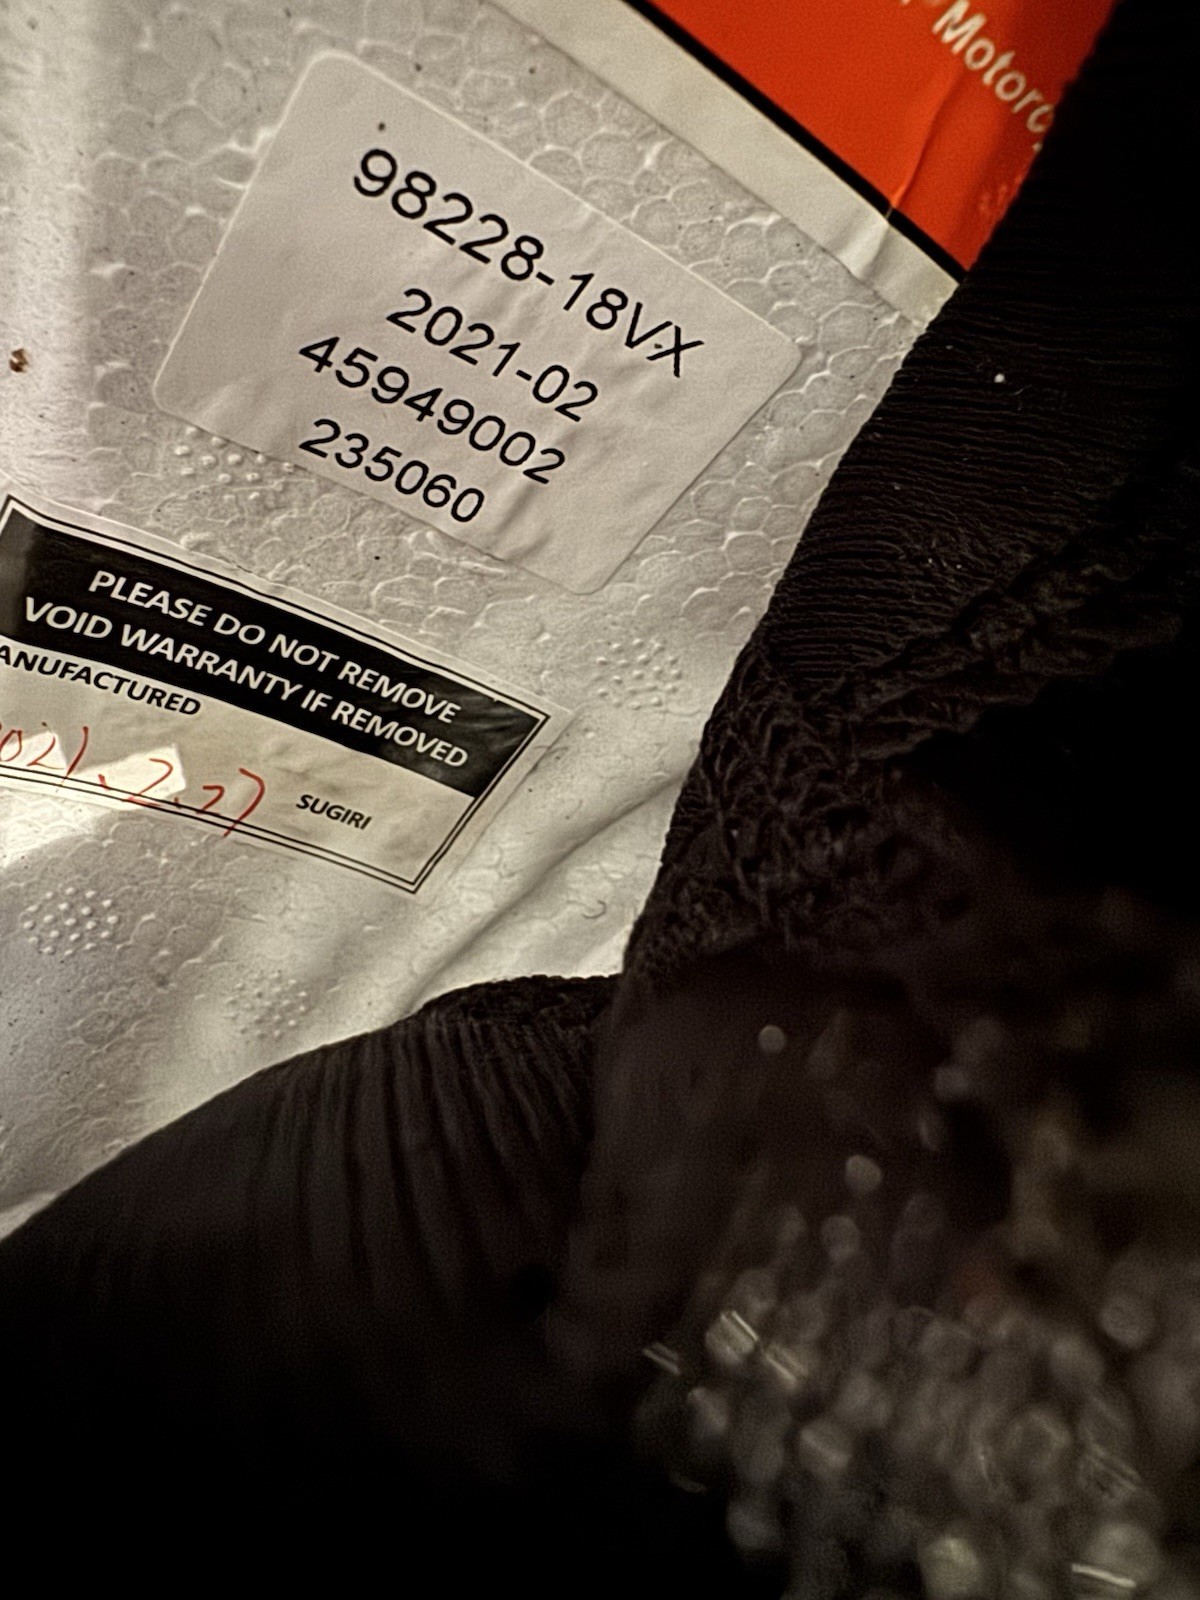 Motorc
98228-18VX
2021-02
45949002
235060
PLEASE DO NOT REMOVE
VOID WARRANTY IF REMOVED
ANUFACTURED
021.2.27
SUGIRI